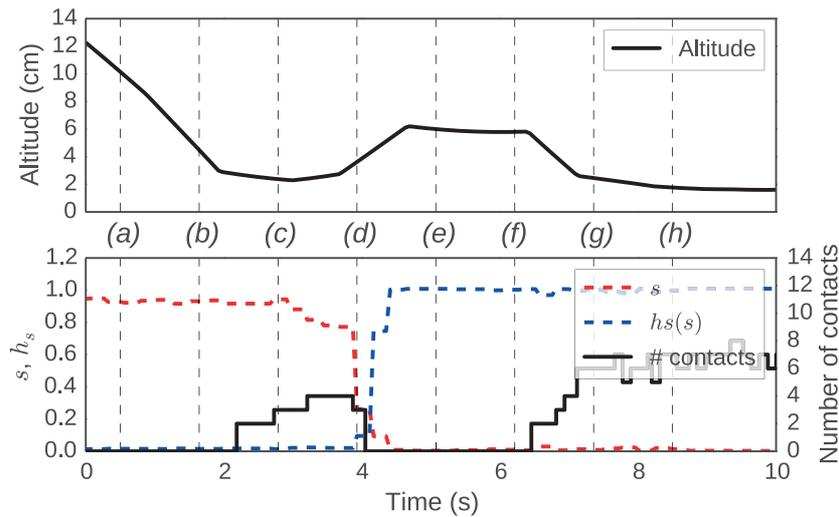 14
12
10
8
6
4
2
0
Altitude (cm)
Altitude
(a) (b) (c) (d) (e) (f) (g) (h)
1.2
1.0
0.8
0.6
0.4
0.2
0.0
s, h_s
s
hs(s)
# contacts
14
12
10
8
6
4
2
0
Number of contacts
0 2 4 6 8 10
Time (s)